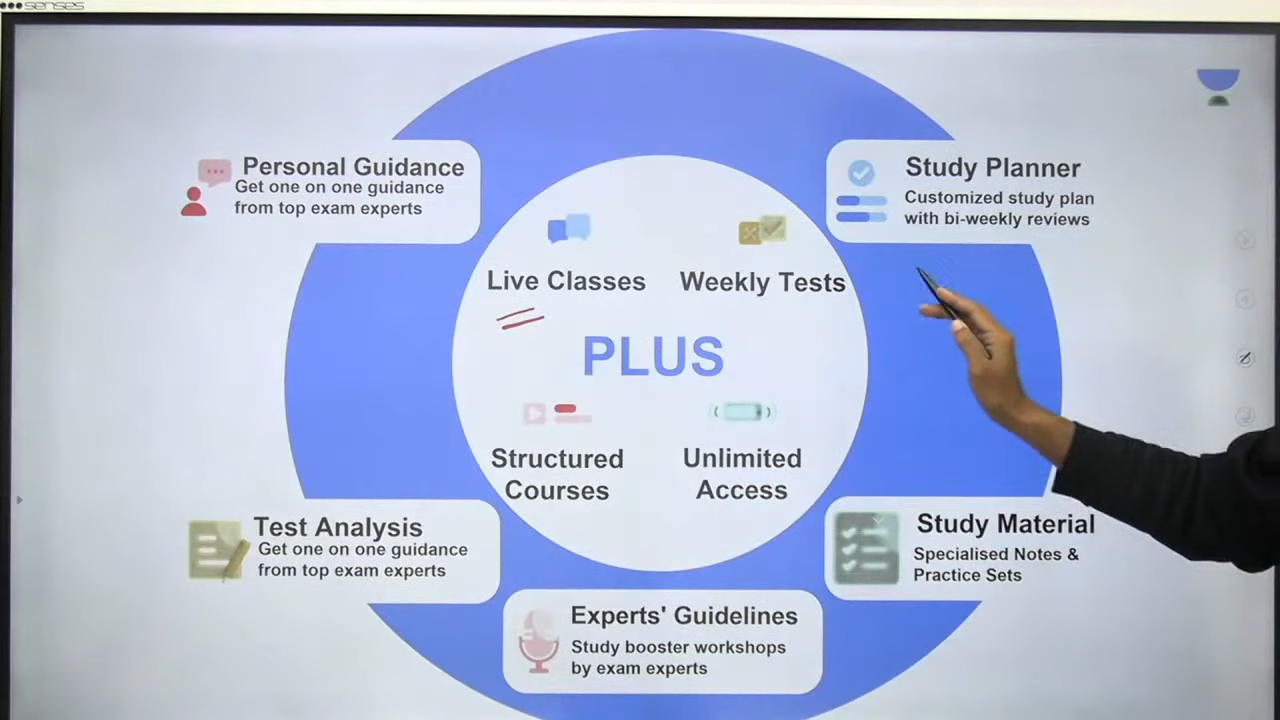 senses
Personal Guidance
Get one on one guidance
from top exam experts
Study Planner
Customized study plan
with bi-weekly reviews
Live Classes
Weekly Tests
PLUS
Structured
Courses
Unlimited
Access
Test Analysis
Get one on one guidance
from top exam experts
Study Material
Specialised Notes &
Practice Sets
Experts' Guidelines
Study booster workshops
by exam experts